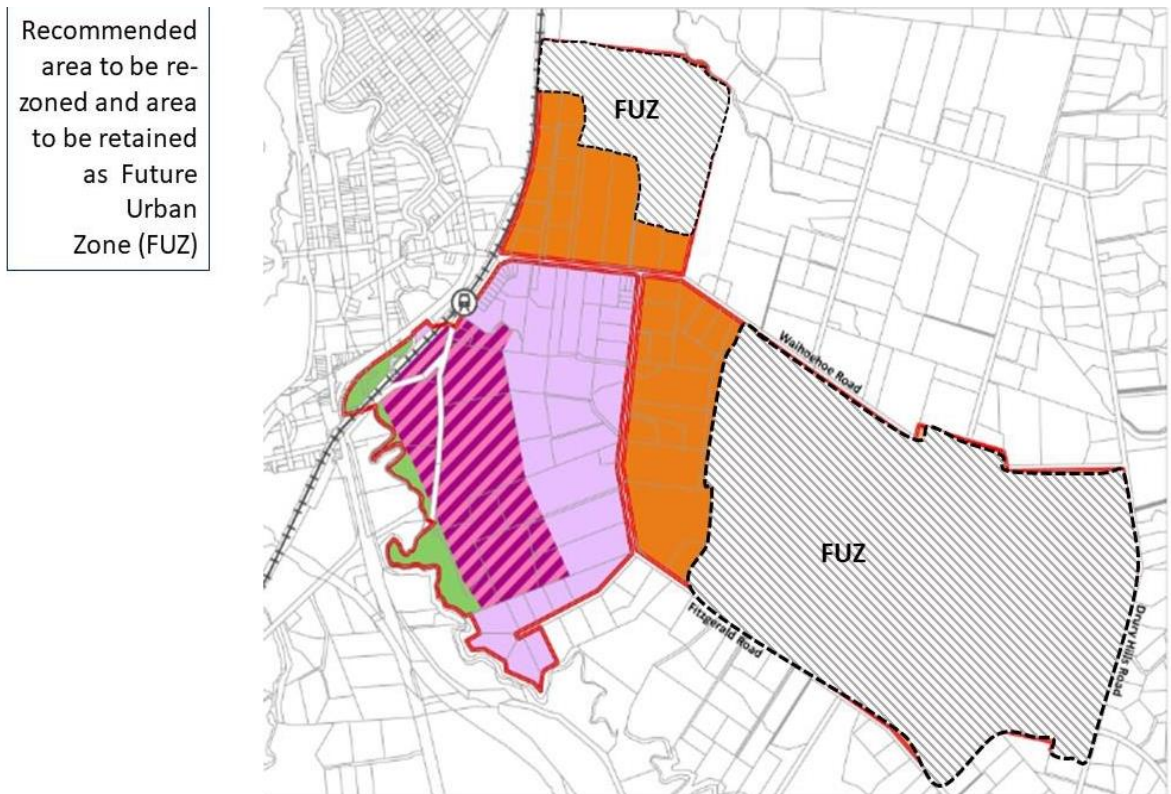 Recommended
area to be re-
zoned and area
to be retained
as Future
Urban
Zone (FUZ)
FUZ
Waihoehoe Road
FUZ
Fitzgerald Road
Drury Hills Road